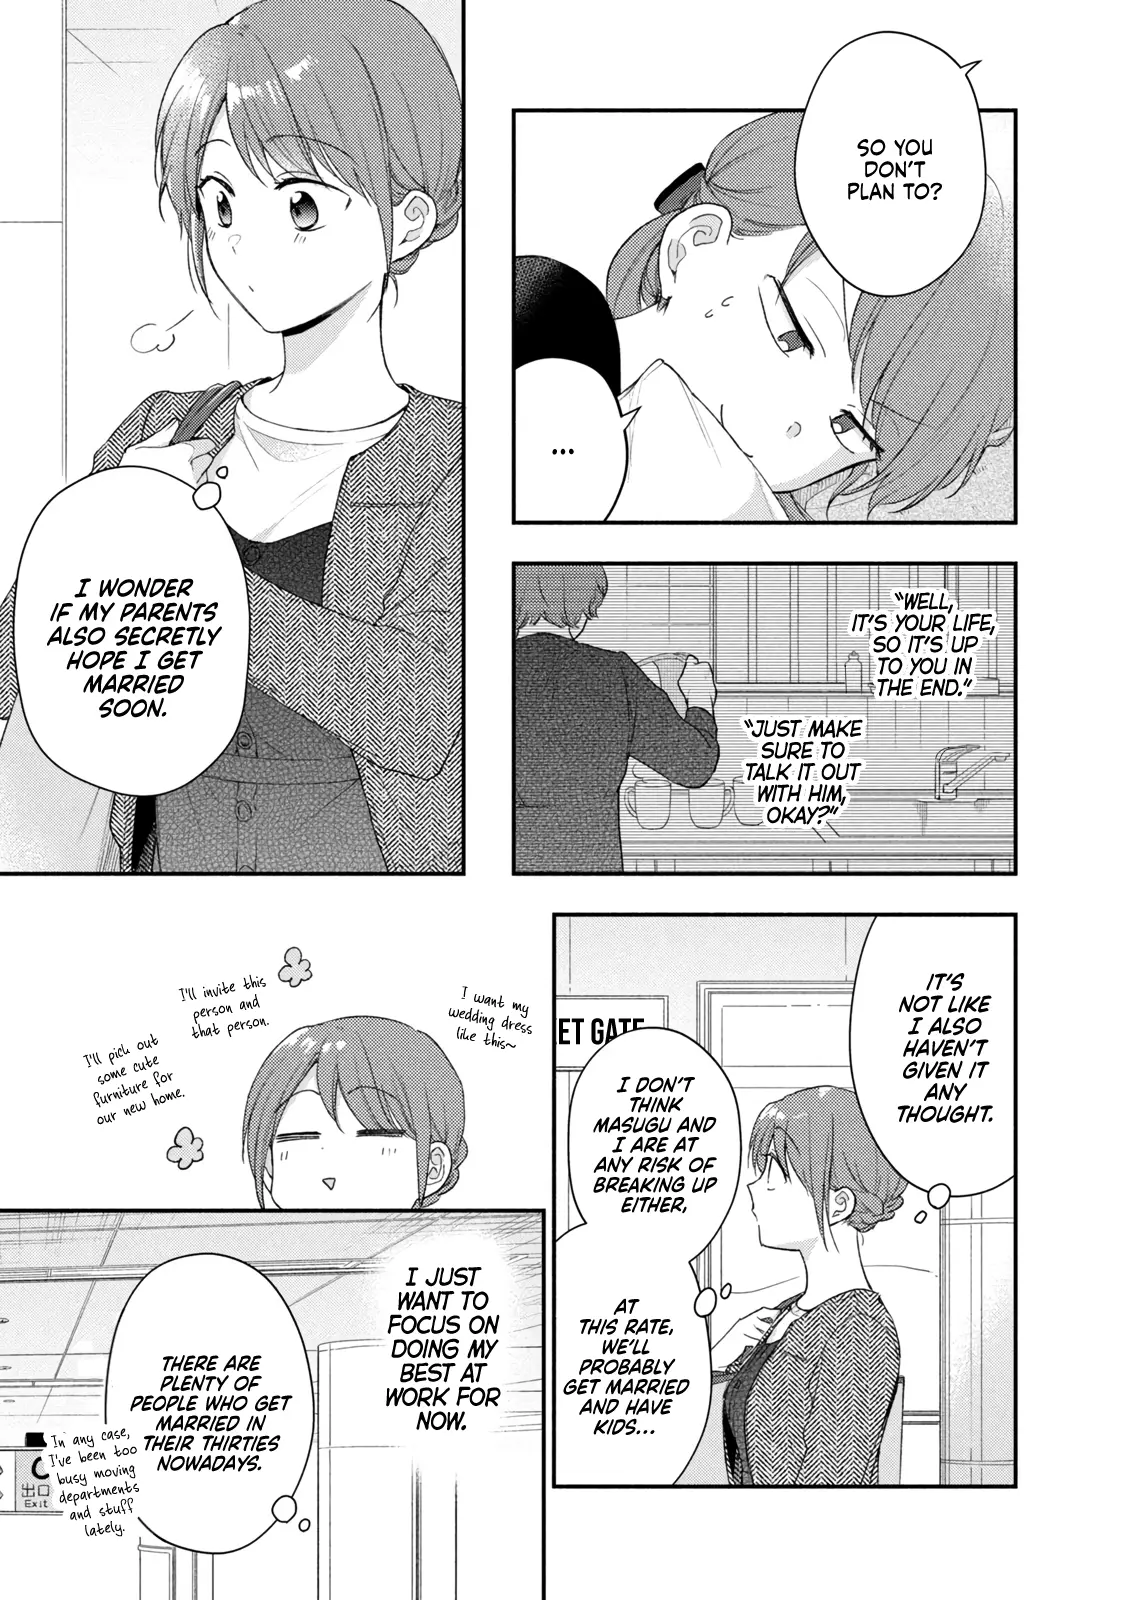 SO YOU
DON'T
PLAN TO?
...
"WELL,
IT'S YOUR LIFE,
SO IT'S UP
TO YOU IN
THE END."
"JUST MAKE
SURE TO
TALK IT OUT
WITH HIM,
OKAY?"
I WONDER
IF MY PARENTS
ALSO SECRETLY
HOPE I GET
MARRIED
SOON.
IT'S
NOT LIKE
I ALSO
HAVEN'T
GIVEN IT
ANY
THOUGHT.
ET GATE
I DON'T
THINK
MASUGU AND
I ARE AT
ANY RISK OF
BREAKING UP
EITHER,
AT
THIS RATE,
WE'LL
PROBABLY
GET MARRIED
AND HAVE
KIDS...
I want my
wedding dress
like this~
I'll invite this
person and
that person.
I'll pick out
some cute
furniture for
our new home.
I JUST
WANT TO
FOCUS ON
DOING MY
BEST AT
WORK FOR
NOW.
THERE ARE
PLENTY OF
PEOPLE WHO GET
MARRIED IN
THEIR THIRTIES
NOWADAYS.
In any case,
I've been too
busy moving
departments
and stuff
lately.
出口
Exit